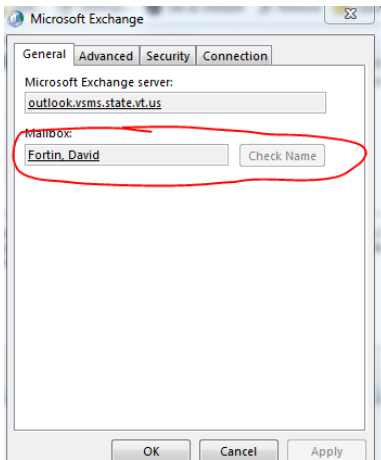 Microsoft Exchange
General Advanced Security Connection
Microsoft Exchange server:
outlook.vsms.state.vt.us
Mailbox:
Fortin, David Check Name
OK Cancel Apply